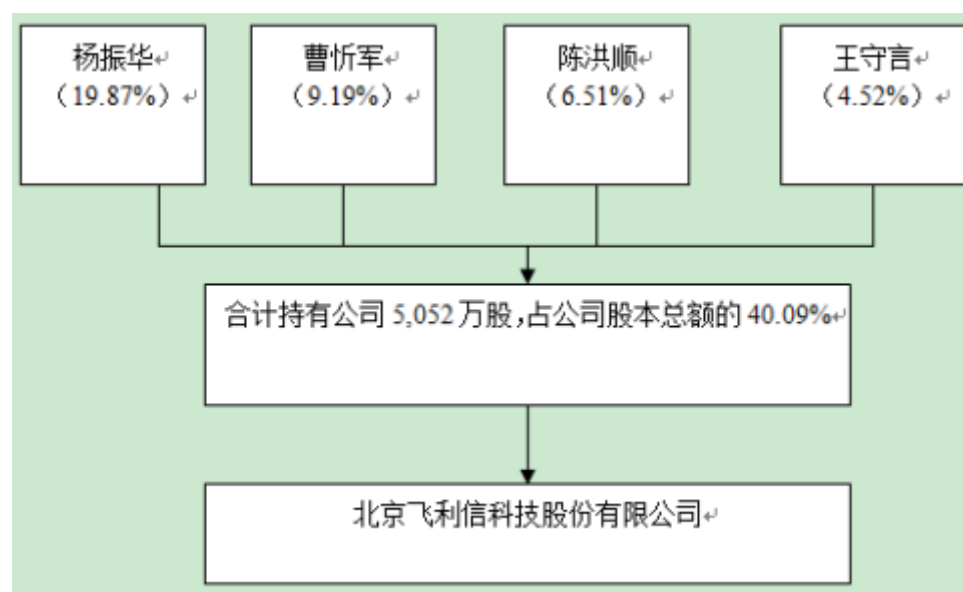 杨振华
（19.87%）
曹忻军
（9.19%）
陈洪顺
（6.51%）
王守言
（4.52%）
合计持有公司 5,052 万股，占公司股本总额的 40.09%
北京飞利信科技股份有限公司